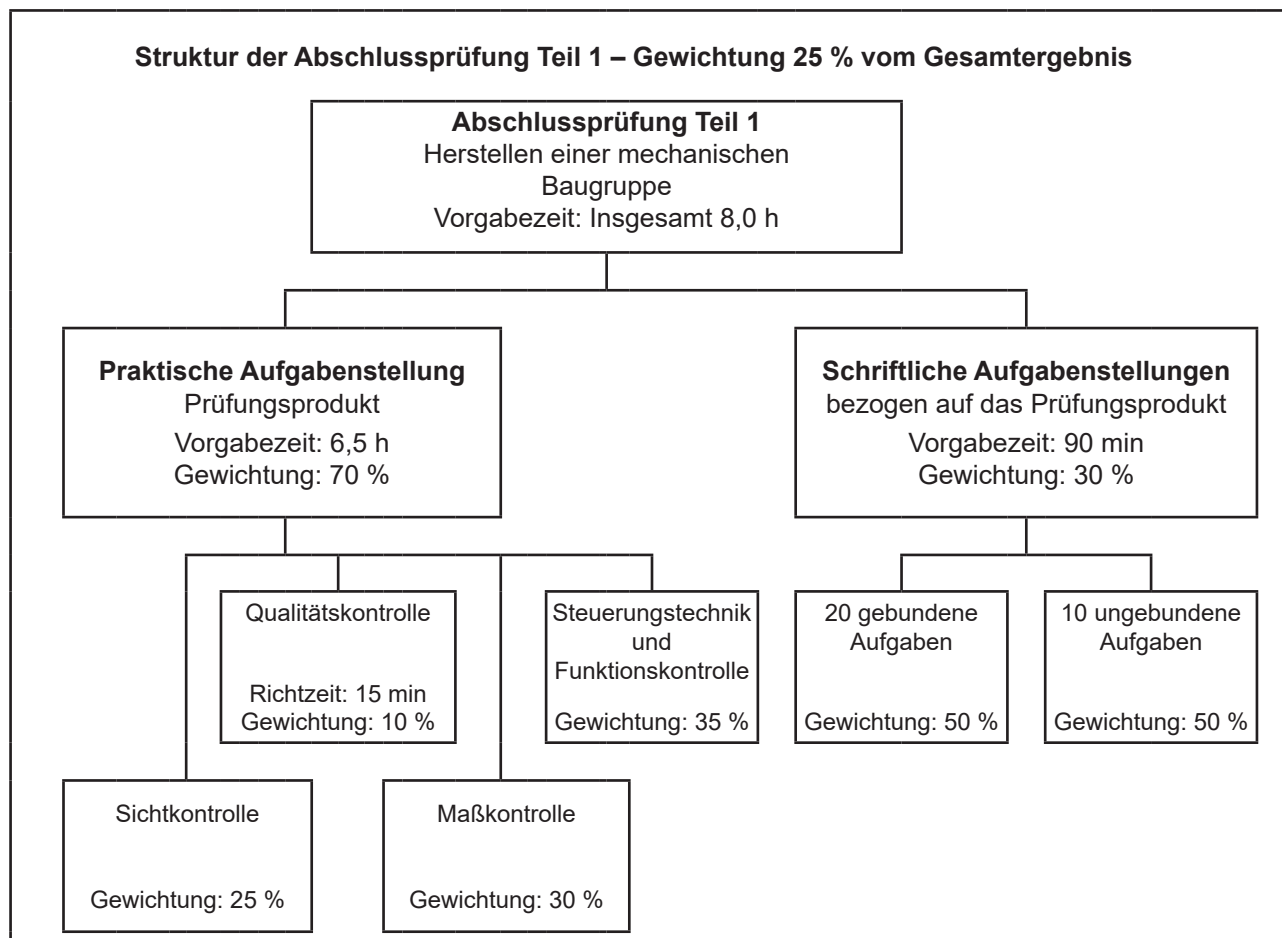 Struktur der Abschlussprüfung Teil 1 – Gewichtung 25 % vom Gesamtergebnis
Abschlussprüfung Teil 1
Herstellen einer mechanischen
Baugruppe
Vorgabezeit: Insgesamt 8,0 h
Praktische Aufgabenstellung
Prüfungsprodukt
Vorgabezeit: 6,5 h
Gewichtung: 70 %
Schriftliche Aufgabenstellungen
bezogen auf das Prüfungsprodukt
Vorgabezeit: 90 min
Gewichtung: 30 %
Qualitätskontrolle
Richtzeit: 15 min
Gewichtung: 10 %
Steuerungstechnik
und
Funktionskontrolle
Gewichtung: 35 %
20 gebundene
Aufgaben
Gewichtung: 50 %
10 ungebundene
Aufgaben
Gewichtung: 50 %
Sichtkontrolle
Gewichtung: 25 %
Maßkontrolle
Gewichtung: 30 %